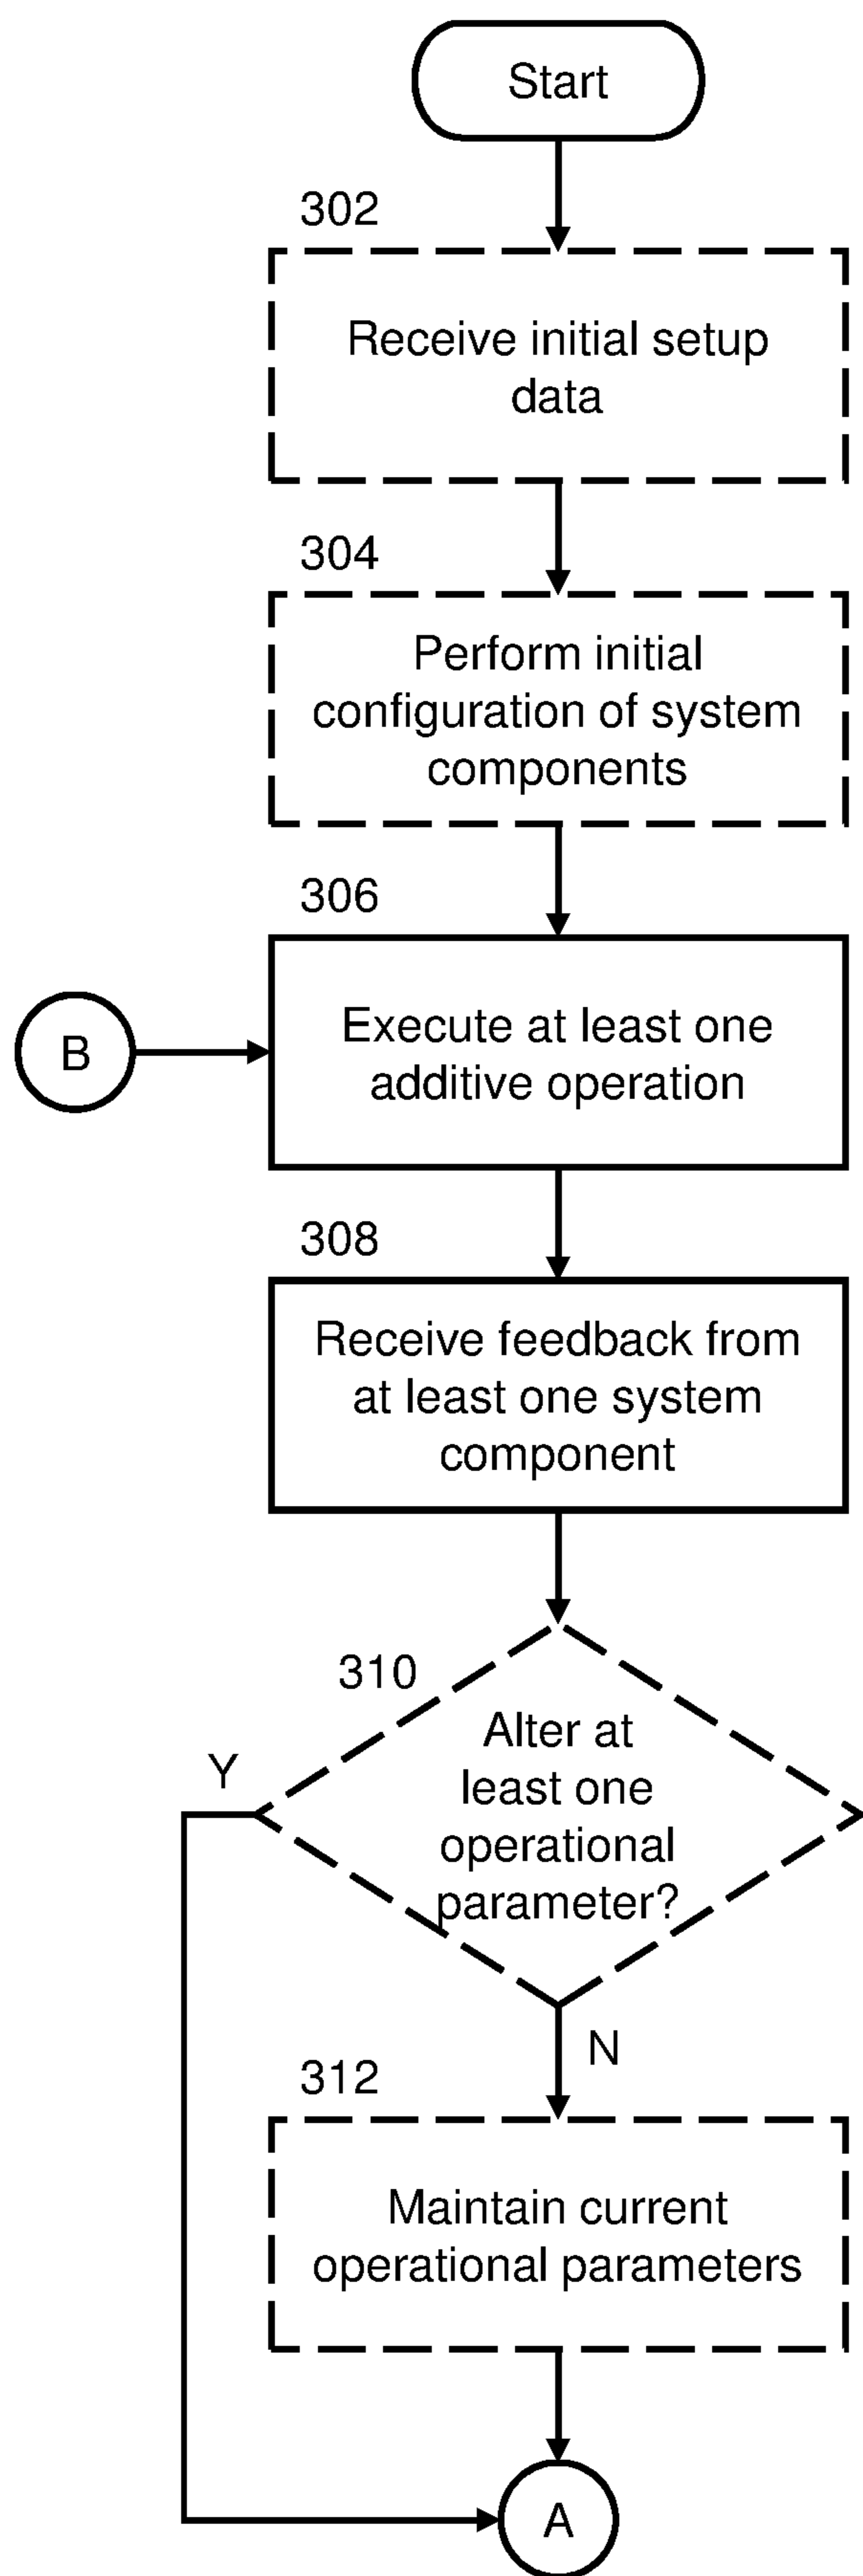 Start
302
Receive initial setup
data
304
Perform initial
configuration of system
components
306
Execute at least one
additive operation
B
308
Receive feedback from
at least one system
component
310
Alter at
least one
operational
parameter?
Y
N
312
Maintain current
operational parameters
A